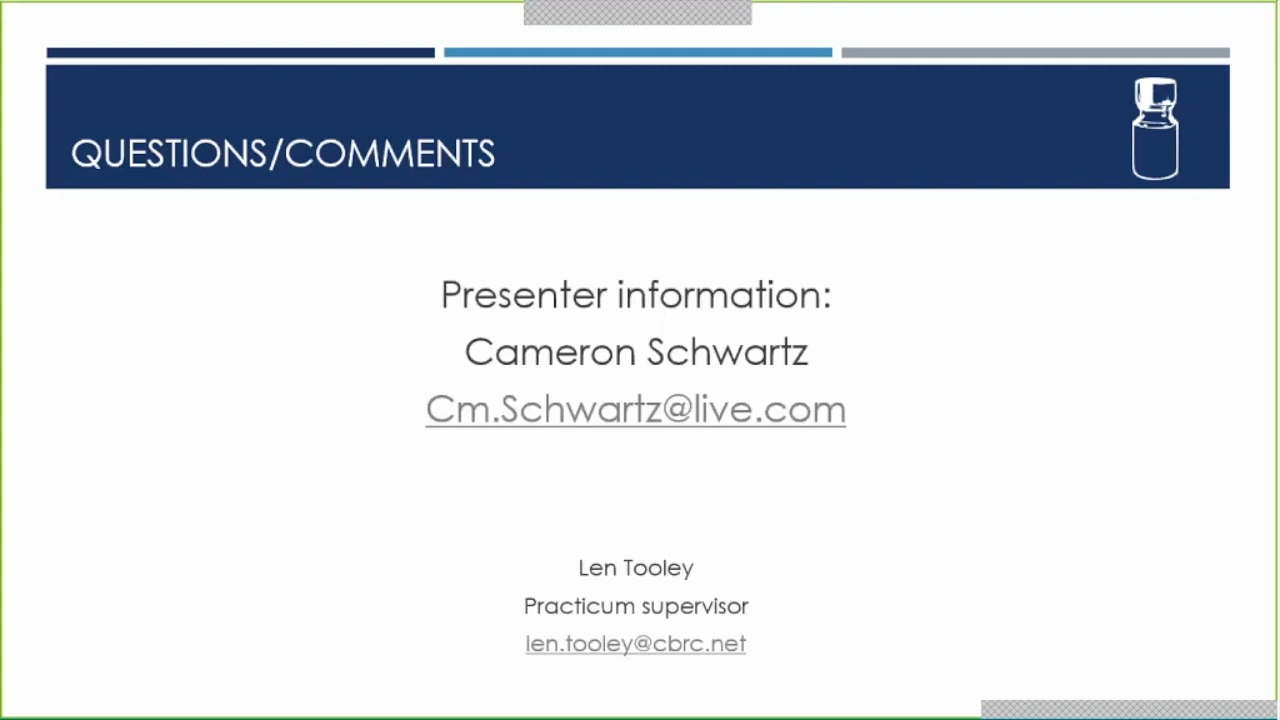 QUESTIONS/COMMENTS
Presenter information:
Cameron Schwartz
Cm.Schwartz@live.com
Len Tooley
Practicum supervisor
len.tooley@cbrc.net